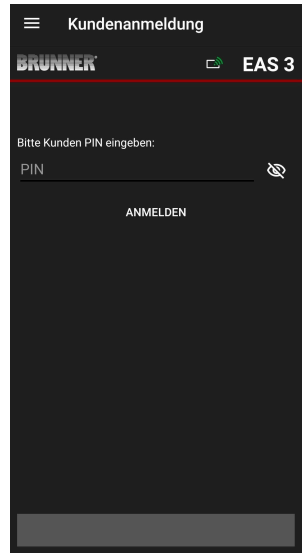 Kundenanmeldung
BRUNNER
EAS 3
Bitte Kunden PIN eingeben:
PIN
ANMELDEN